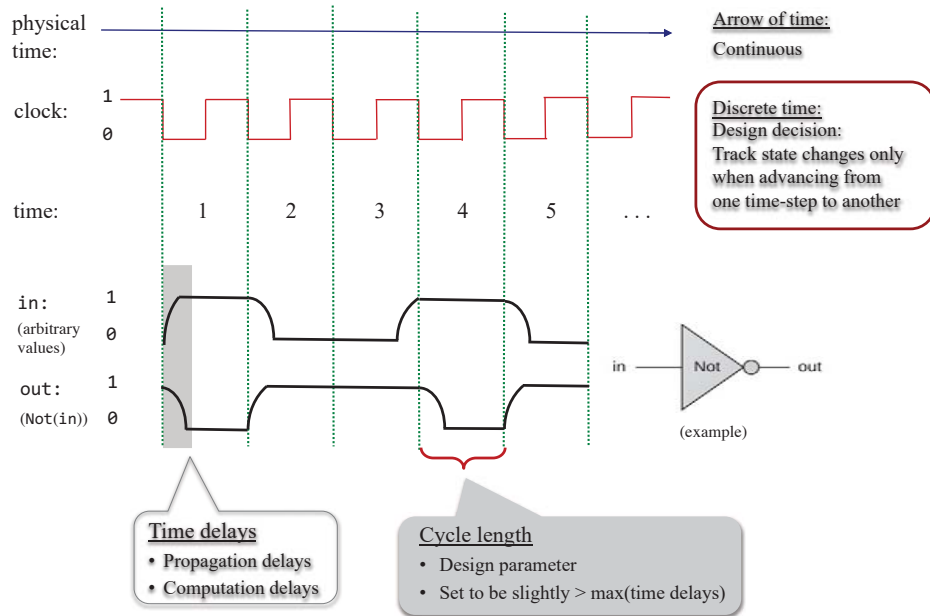 physical
time:
Arrow of time:
Continuous
clock:
1
0
Discrete time:
Design decision:
Track state changes only
when advancing from
one time-step to another
time:
1 2 3 4 5 . . .
in:
(arbitrary
values)
1
0
out:
(Not(in))
1
0
in Not out
(example)
Time delays
• Propagation delays
• Computation delays
Cycle length
• Design parameter
• Set to be slightly > max(time delays)